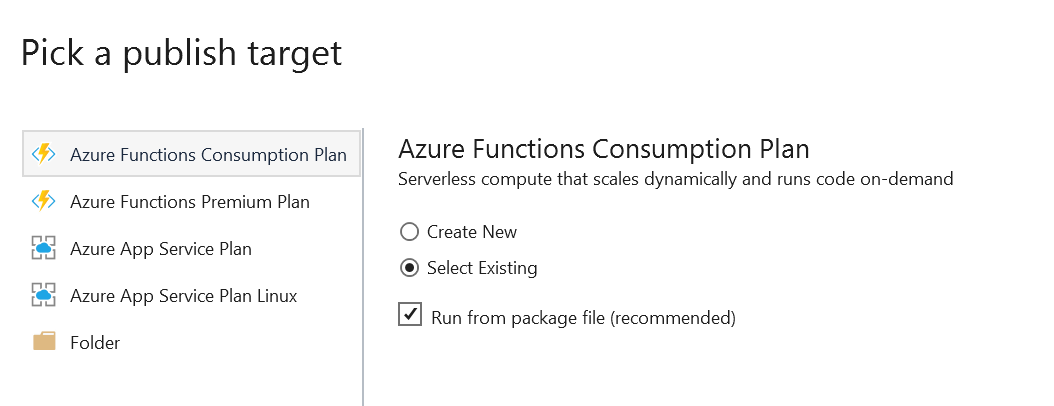 Pick a publish target
Azure Functions Consumption Plan
Azure Functions Premium Plan
Azure App Service Plan
Azure App Service Plan Linux
Folder
Azure Functions Consumption Plan
Serverless compute that scales dynamically and runs code on-demand
Create New
Select Existing
Run from package file (recommended)